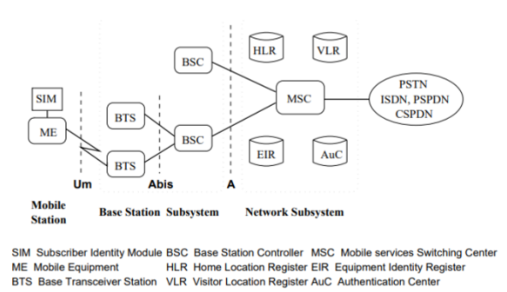 HLR VLR
BSC
PSTN
SIM
MSC
ISDN, PSPDN
BTS
CSPDN
ME
BSC
BTS
EIR AuC
Um Abis A
Mobile
Station
Base Station Subsystem Network Subsystem
SIM Subscriber Identity Module BSC Base Station Controller MSC Mobile services Switching Center
ME Mobile Equipment HLR Home Location Register EIR Equipment Identity Register
BTS Base Transceiver Station VLR Visitor Location Register AuC Authentication Center